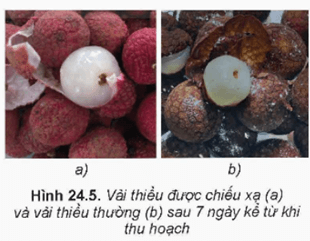 a)
b)
Hình 24.5. Vải thiều được chiếu xạ (a)
và vải thiều thường (b) sau 7 ngày kể từ khi
thu hoạch